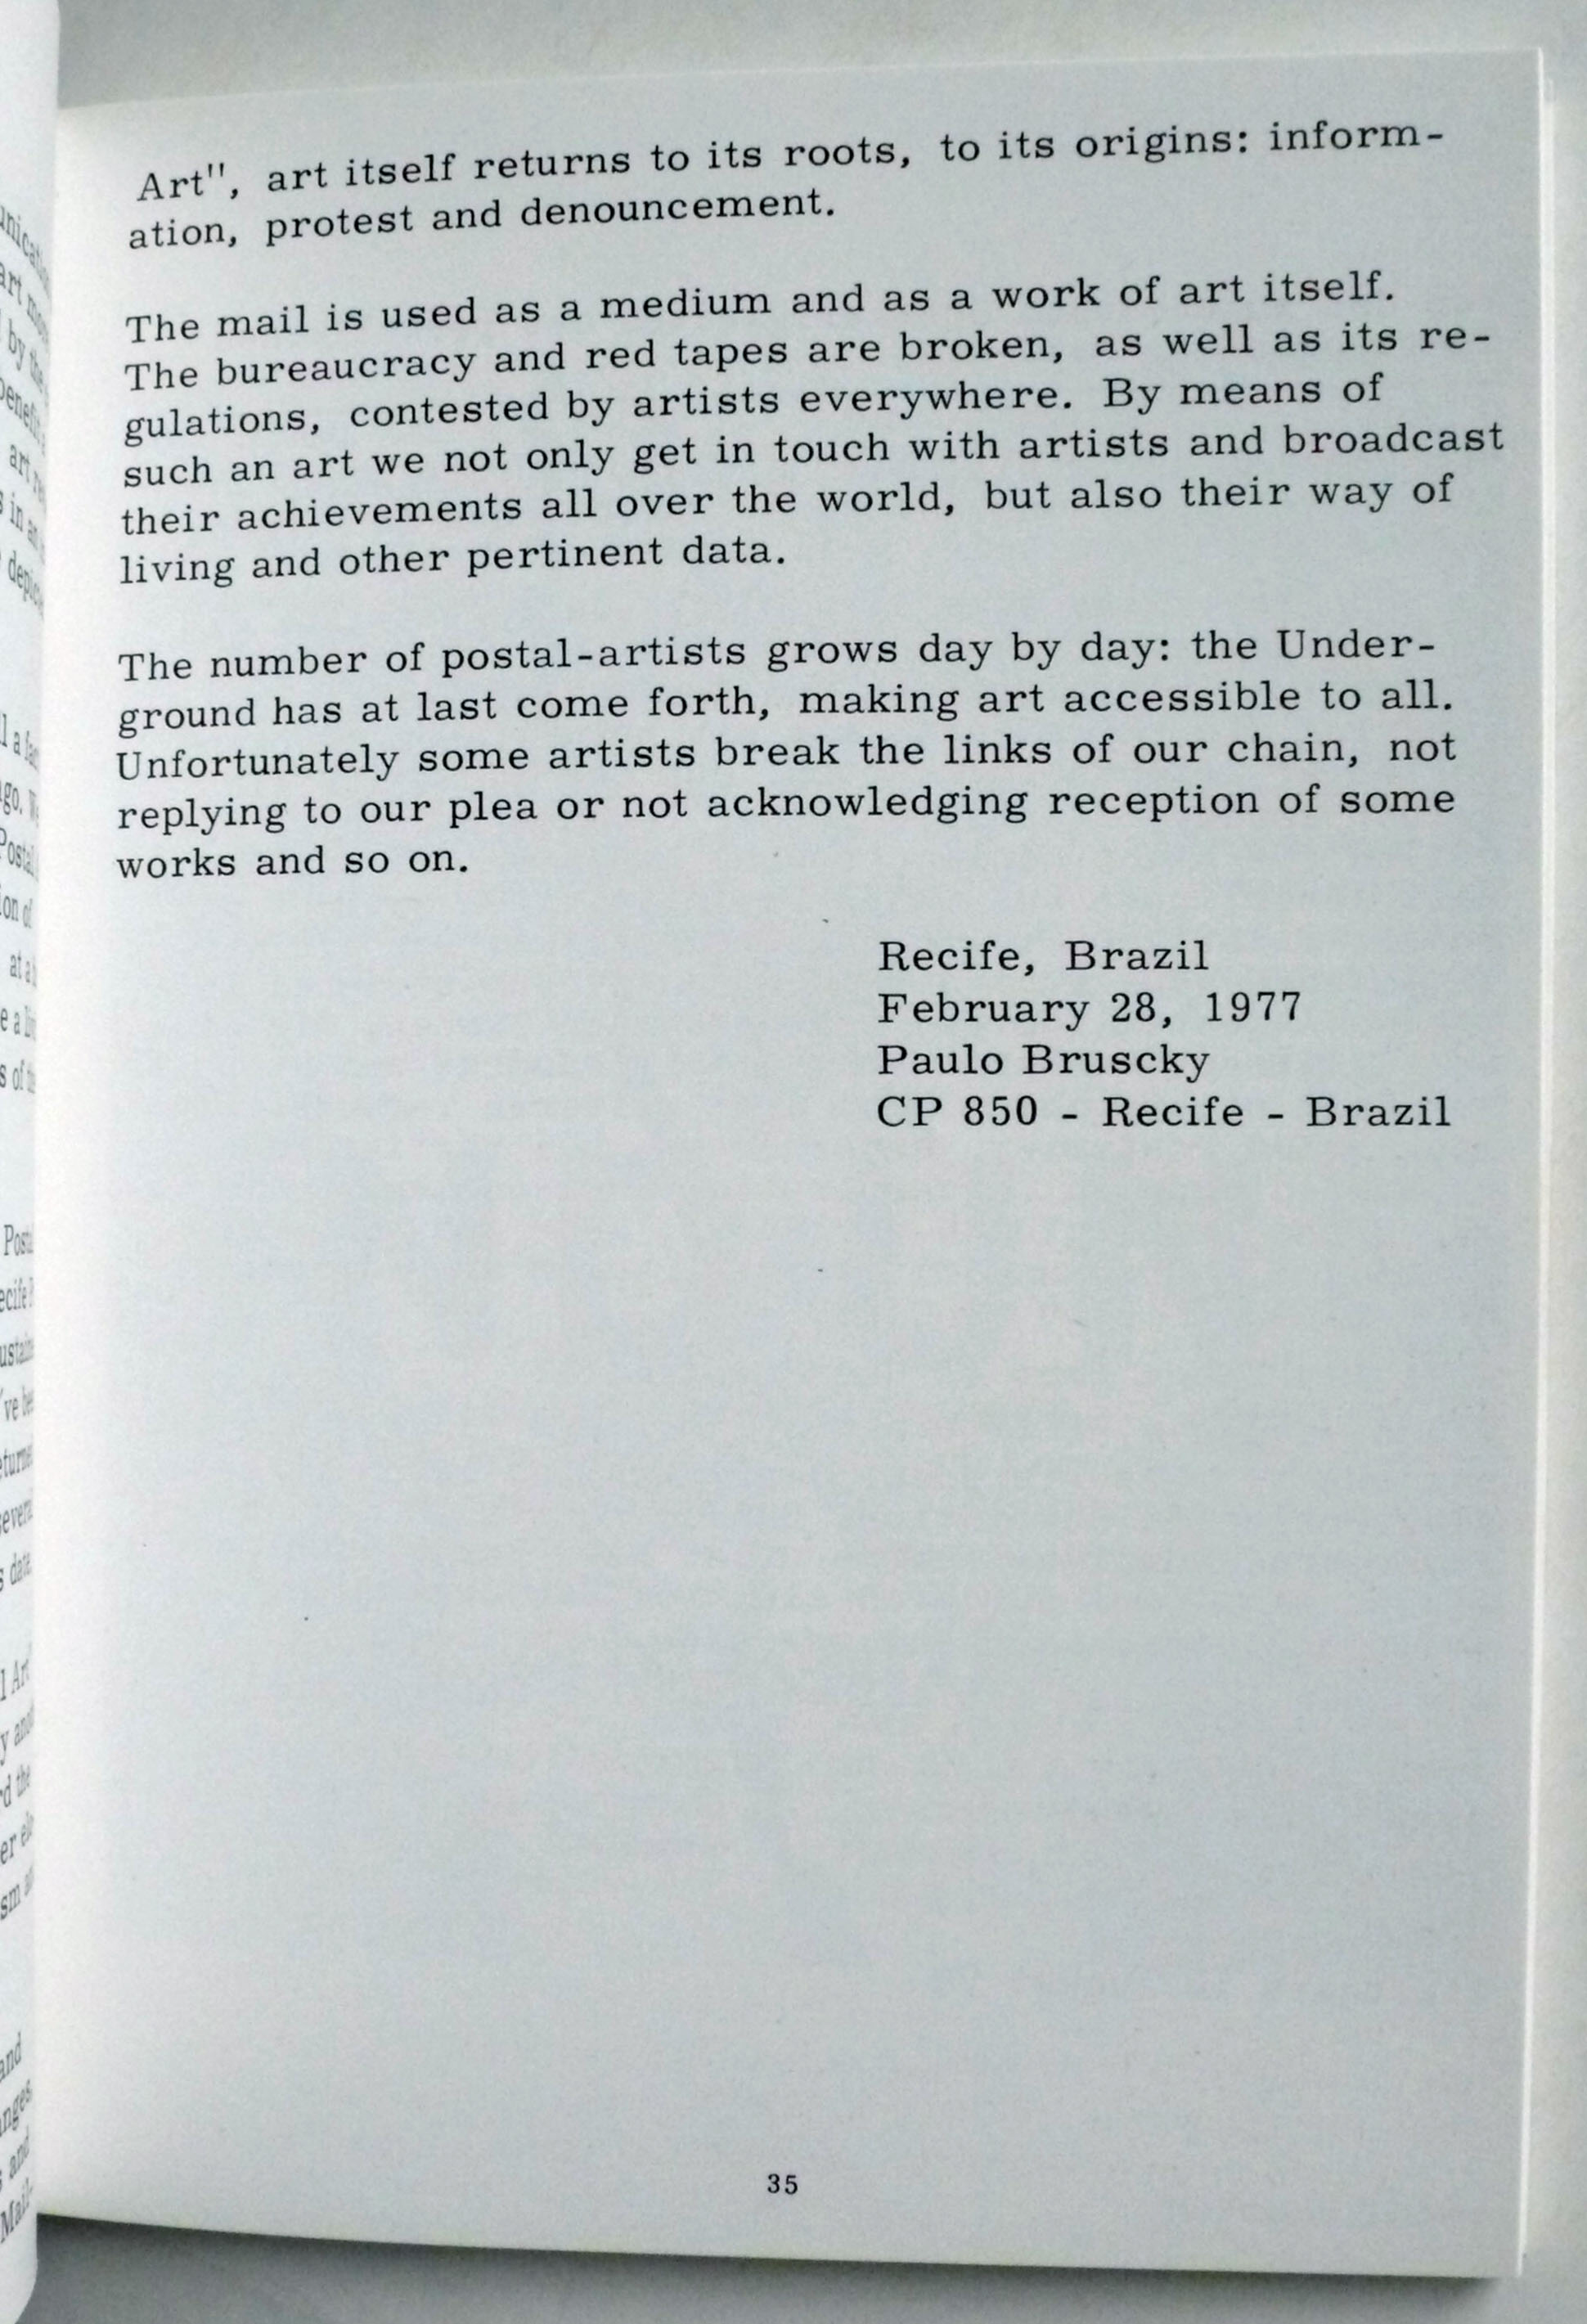 Art", art itself returns to its roots, to its origins: inform-
ation, protest and denouncement.
The mail is used as a medium and as a work of art itself.
The bureaucracy and red tapes are broken, as well as its re-
gulations, contested by artists everywhere. By means of
such an art we not only get in touch with artists and broadcast
their achievements all over the world, but also their way of
living and other pertinent data.
The number of postal-artists grows day by day: the Under-
ground has at last come forth, making art accessible to all.
Unfortunately some artists break the links of our chain, not
replying to our plea or not acknowledging reception of some
works and so on.
Recife, Brazil
February 28, 1977
Paulo Bruscky
CP 850 - Recife - Brazil
35